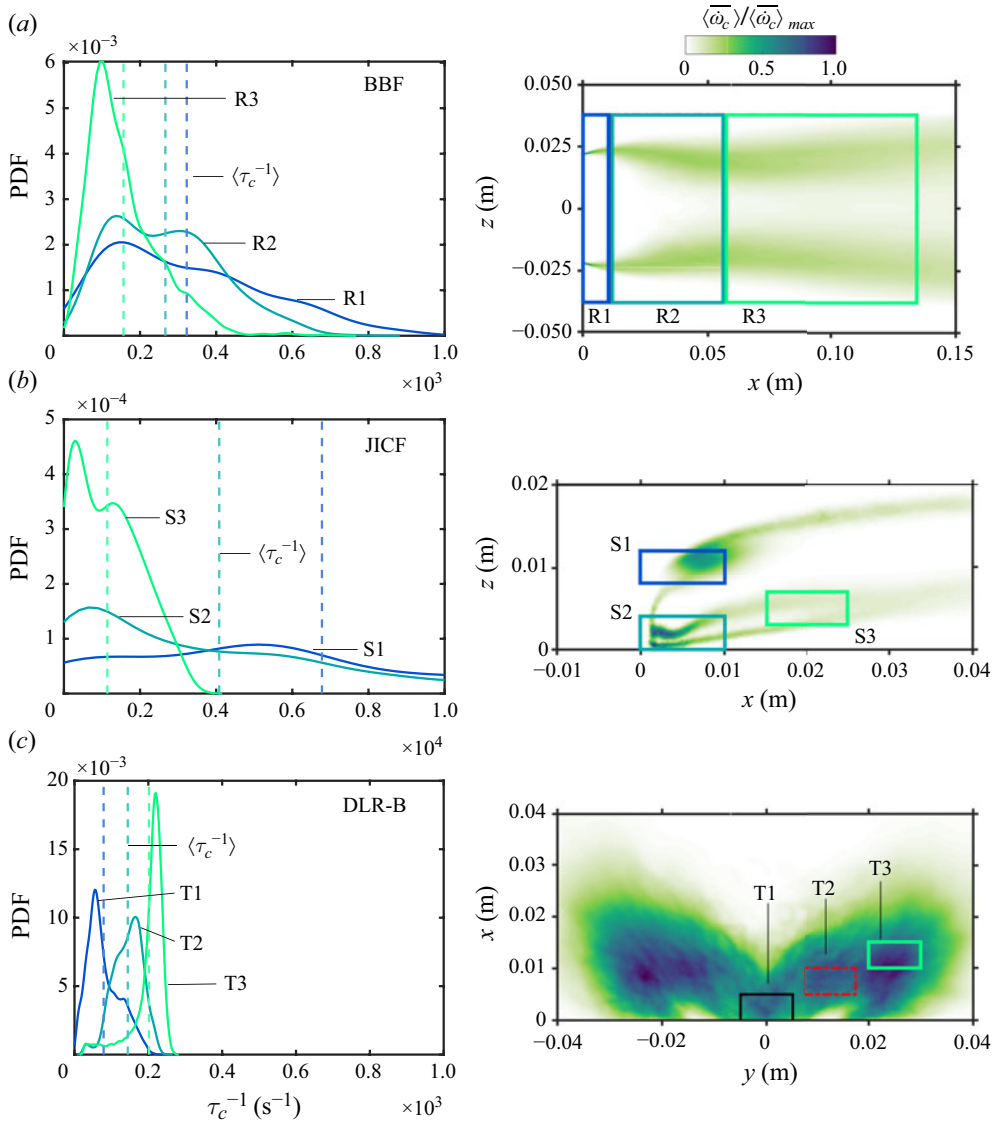 (a)
×10⁻³
6
5
4
3
2
1
0
PDF
BBF
R3
⟨τc⁻¹⟩
R2
R1
0 0.2 0.4 0.6 0.8 1.0
×10³
⟨ω̇c⟩/⟨ω̇c⟩max
0 0.5 1.0
0.050
0.025
0
−0.025
−0.050
z (m)
R1 R2 R3
0 0.05 0.10 0.15
x (m)
(b)
×10⁻⁴
5
4
3
2
1
0
PDF
JICF
S3
⟨τc⁻¹⟩
S2
S1
0 0.2 0.4 0.6 0.8 1.0
×10⁴
0.02
0.01
0
z (m)
S1
S2
S3
−0.01 0 0.01 0.02 0.03 0.04
x (m)
(c)
×10⁻³
20
15
10
5
0
PDF
DLR-B
⟨τc⁻¹⟩
T1
T2
T3
0 0.2 0.4 0.6 0.8 1.0
τc⁻¹ (s⁻¹)
×10³
0.04
0.03
0.02
0.01
0
x (m)
T1 T2 T3
−0.04 −0.02 0 0.02 0.04
y (m)